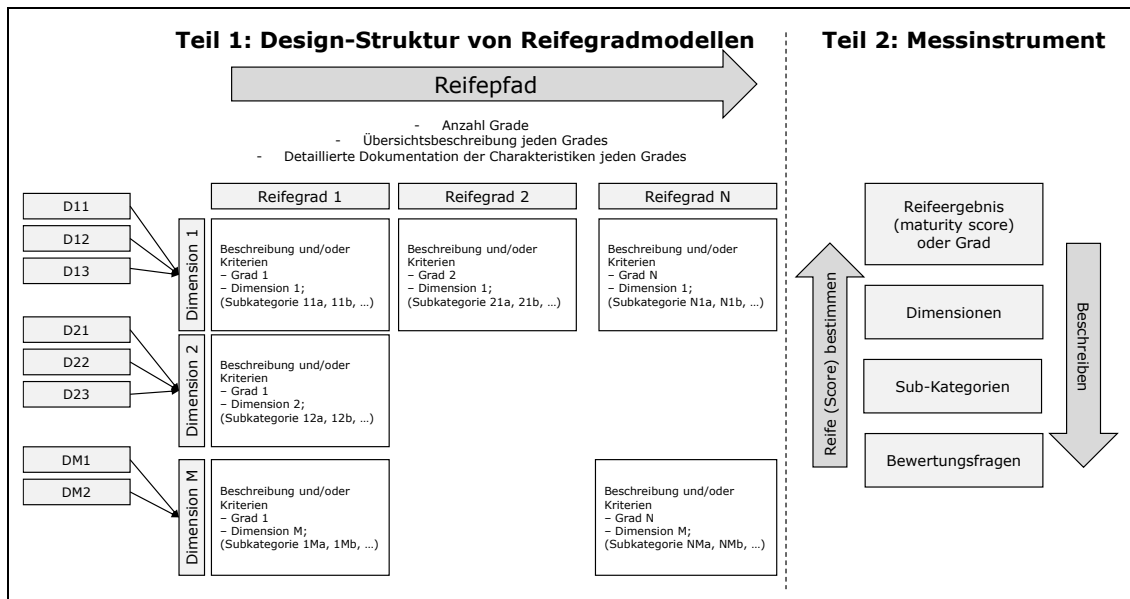 Teil 1: Design-Struktur von Reifegradmodellen
Reifepfad
- Anzahl Grade
- Übersichtsbeschreibung jeden Grades
- Detaillierte Dokumentation der Charakteristiken jeden Grades
Reifegrad 1
Reifegrad 2
Reifegrad N
D11
D12
D13
Dimension 1
Beschreibung und/oder
Kriterien
– Grad 1
– Dimension 1;
(Subkategorie 11a, 11b, ...)
Beschreibung und/oder
Kriterien
– Grad 2
– Dimension 1;
(Subkategorie 21a, 21b, ...)
Beschreibung und/oder
Kriterien
– Grad N
– Dimension 1;
(Subkategorie N1a, N1b, ...)
D21
D22
D23
Dimension 2
Beschreibung und/oder
Kriterien
– Grad 1
– Dimension 2;
(Subkategorie 12a, 12b, ...)
DM1
DM2
Dimension M
Beschreibung und/oder
Kriterien
– Grad 1
– Dimension M;
(Subkategorie 1Ma, 1Mb, ...)
Beschreibung und/oder
Kriterien
– Grad N
– Dimension M;
(Subkategorie NMa, NMb, ...)
Teil 2: Messinstrument
Reife (Score) bestimmen
Reifeergebnis
(maturity score)
oder Grad
Dimensionen
Sub-Kategorien
Bewertungsfragen
Beschreiben